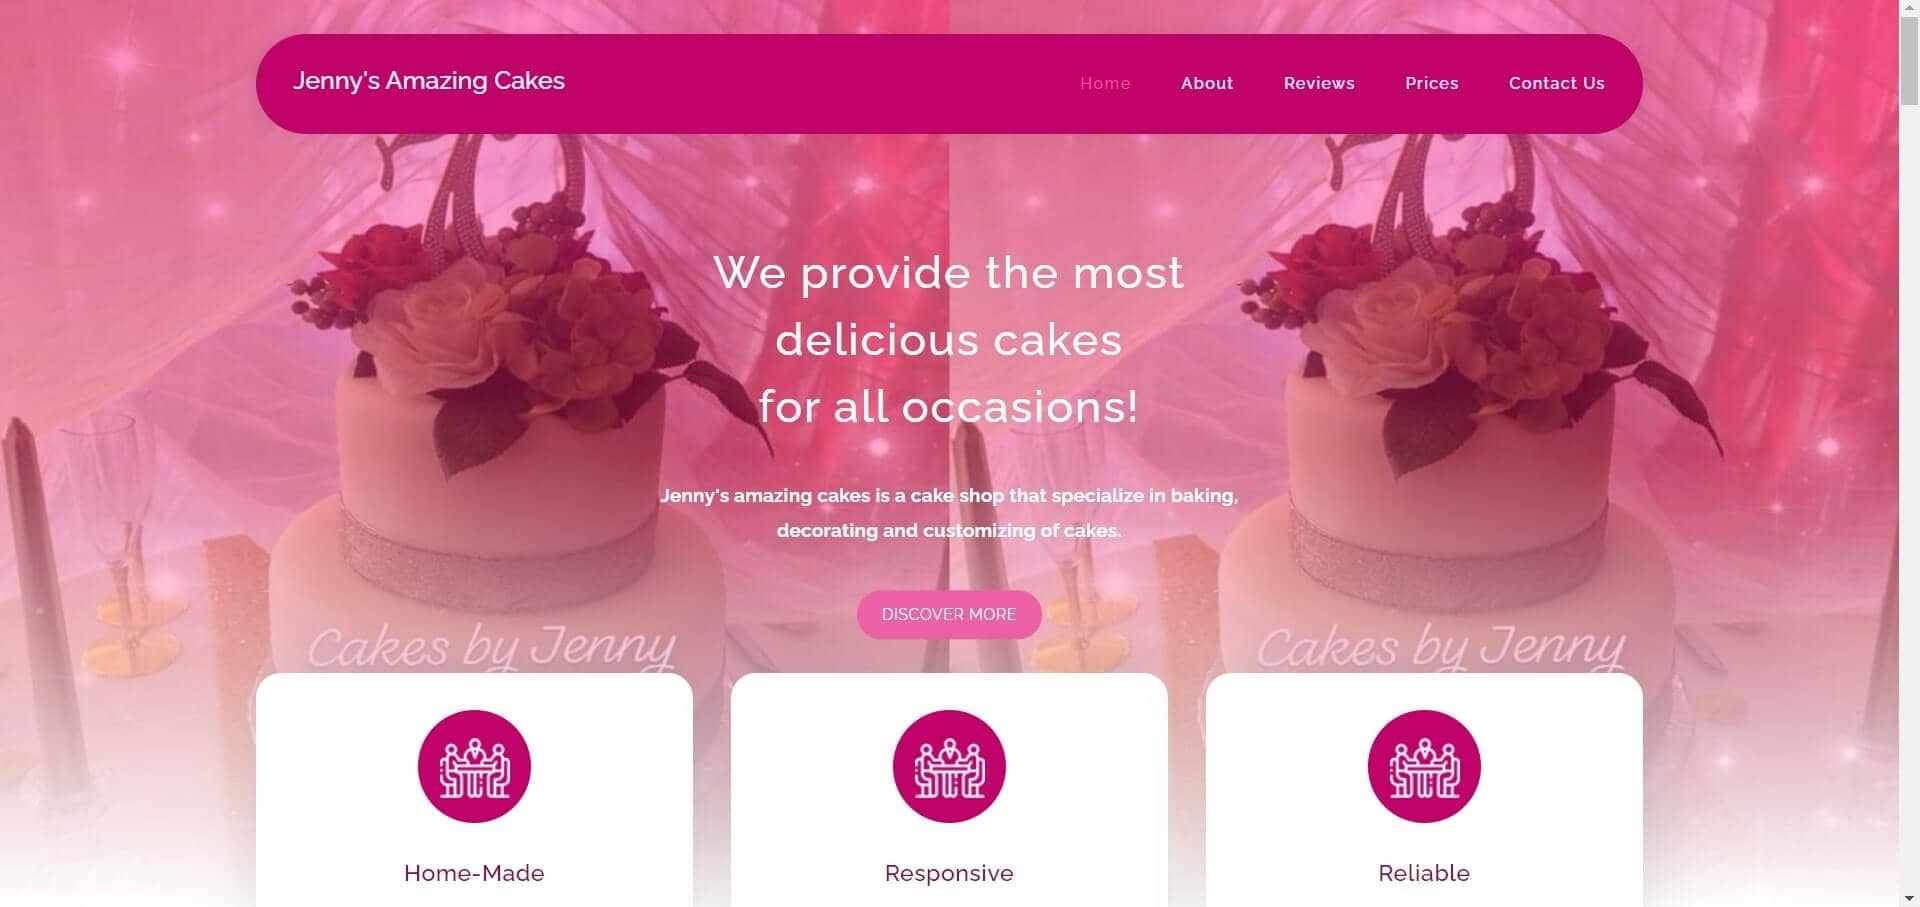 Jenny's Amazing Cakes
Home
About
Reviews
Prices
Contact Us
We provide the most
delicious cakes
for all occasions!
Jenny's amazing cakes is a cake shop that specialize in baking,
decorating and customizing of cakes.
DISCOVER MORE
Cakes by Jenny
Cakes by Jenny
Home-Made
Responsive
Reliable